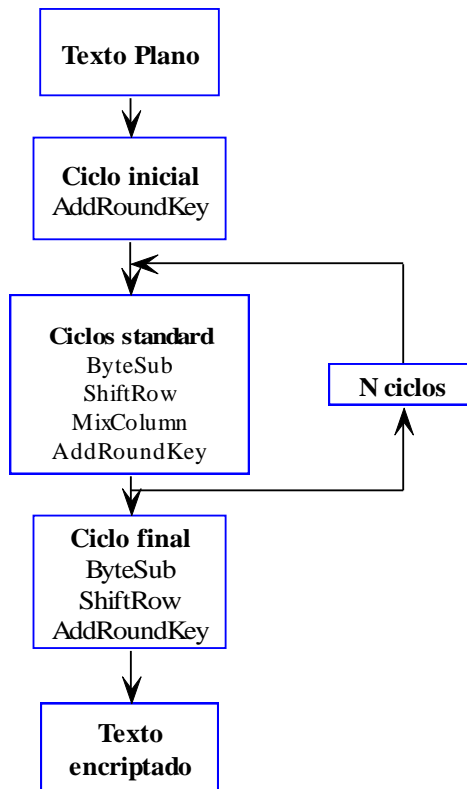 Texto Plano
Ciclo inicial
AddRoundKey
Ciclos standard
ByteSub
ShiftRow
MixColumn
AddRoundKey
N ciclos
Ciclo final
ByteSub
ShiftRow
AddRoundKey
Texto
encriptado